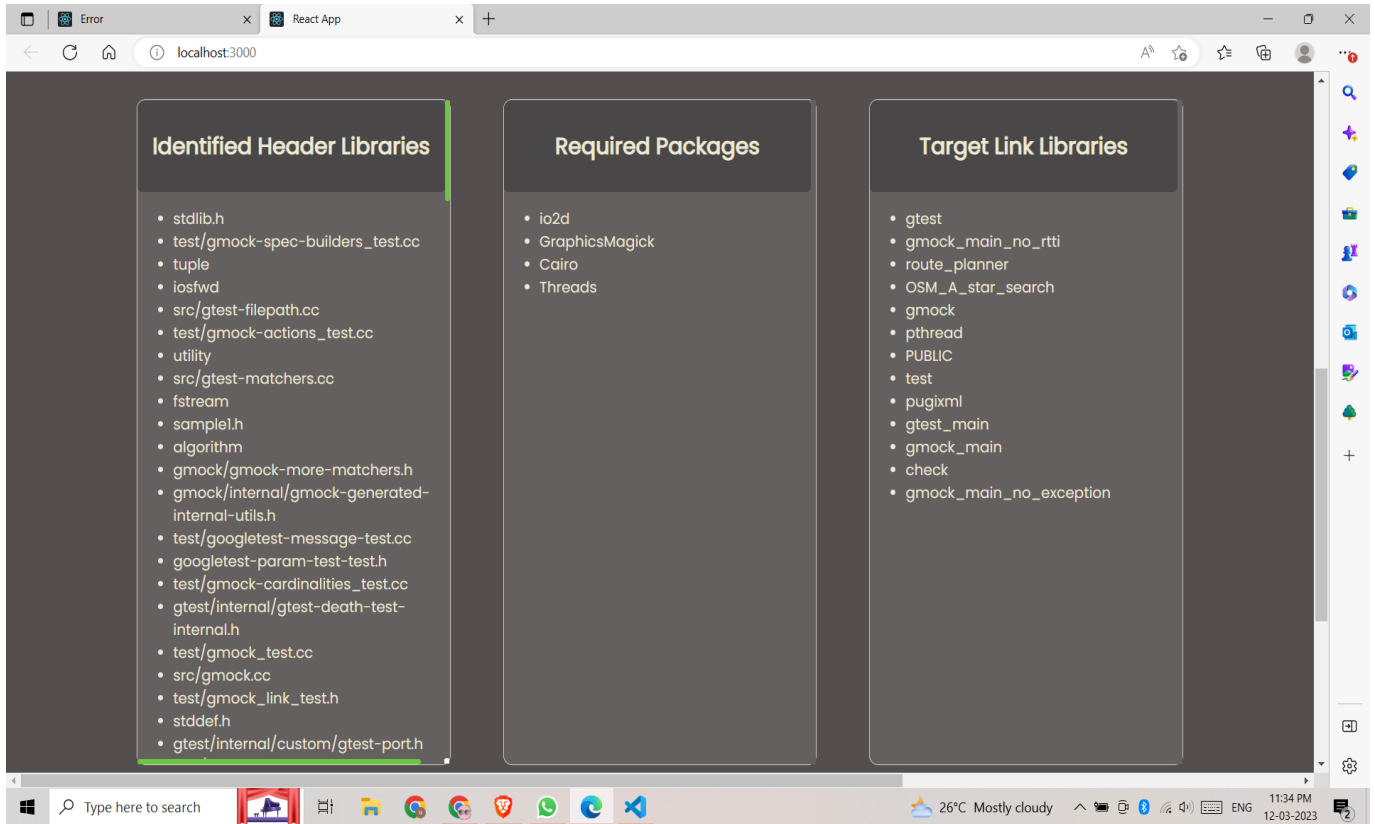 Error
React App
localhost:3000
Identified Header Libraries
stdlib.h
test/gmock-spec-builders_test.cc
tuple
iosfwd
src/gtest-filepath.cc
test/gmock-actions_test.cc
utility
src/gtest-matchers.cc
fstream
sample1.h
algorithm
gmock/gmock-more-matchers.h
gmock/internal/gmock-generated-
internal-utils.h
test/googletest-message-test.cc
googletest-param-test-test.h
test/gmock-cardinalities_test.cc
gtest/internal/gtest-death-test-
internal.h
test/gmock_test.cc
src/gmock.cc
test/gmock_link_test.h
stddef.h
gtest/internal/custom/gtest-port.h
Required Packages
io2d
GraphicsMagick
Cairo
Threads
Target Link Libraries
gtest
gmock_main_no_rtti
route_planner
OSM_A_star_search
gmock
pthread
PUBLIC
test
pugixml
gtest_main
gmock_main
check
gmock_main_no_exception
Type here to search
26°C Mostly cloudy
ENG
11:34 PM
12-03-2023
2